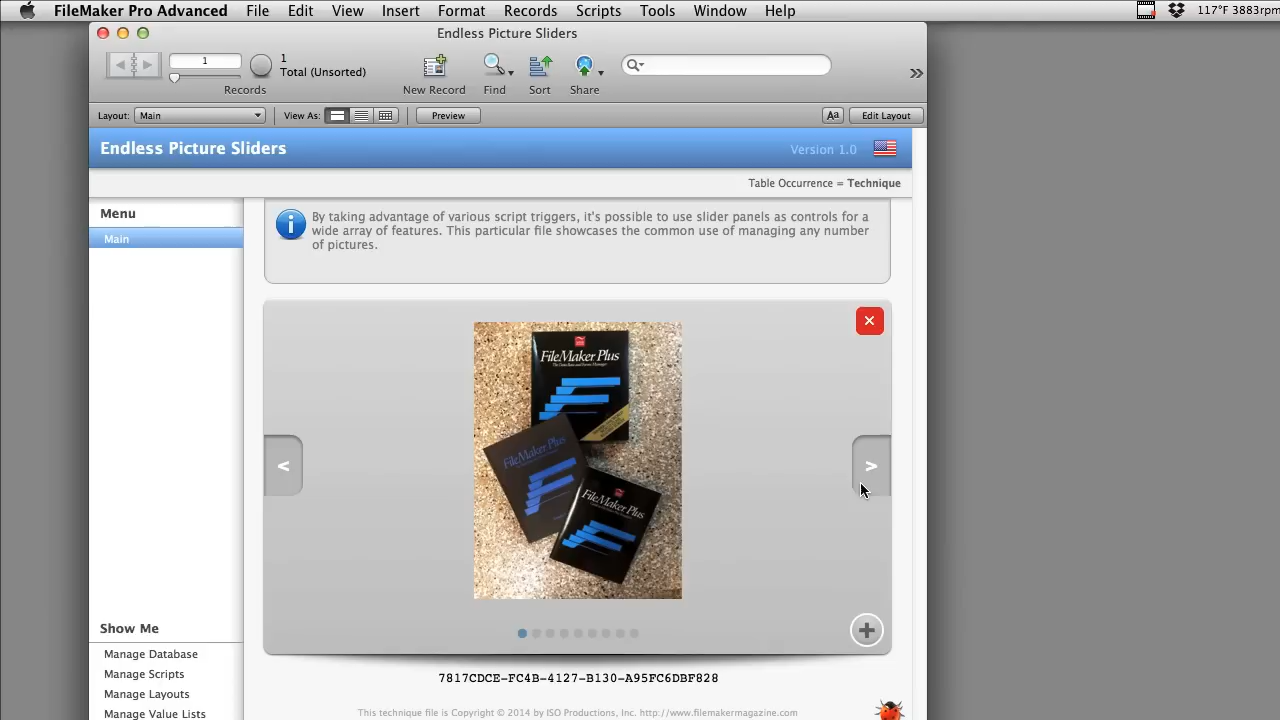 FileMaker Pro Advanced File Edit View Insert Format Records Scripts Tools Window Help 117°F 3883rpm
Endless Picture Sliders
1
1
Total (Unsorted)
Records
New Record Find Sort Share
Layout: Main View As: Preview Aa Edit Layout
Endless Picture Sliders Version 1.0
Table Occurrence = Technique
Menu
Main
By taking advantage of various script triggers, it's possible to use slider panels as controls for a
wide array of features. This particular file showcases the common use of managing any number
of pictures.
FileMaker Plus
FileMaker Plus
FileMaker Plus
< >
Show Me
Manage Database
Manage Scripts
Manage Layouts
Manage Value Lists
7817CDCE-FC4B-4127-B130-A95FC6DBF828
This technique file is Copyright © 2014 by ISO Productions, Inc. http://www.filemakermagazine.com